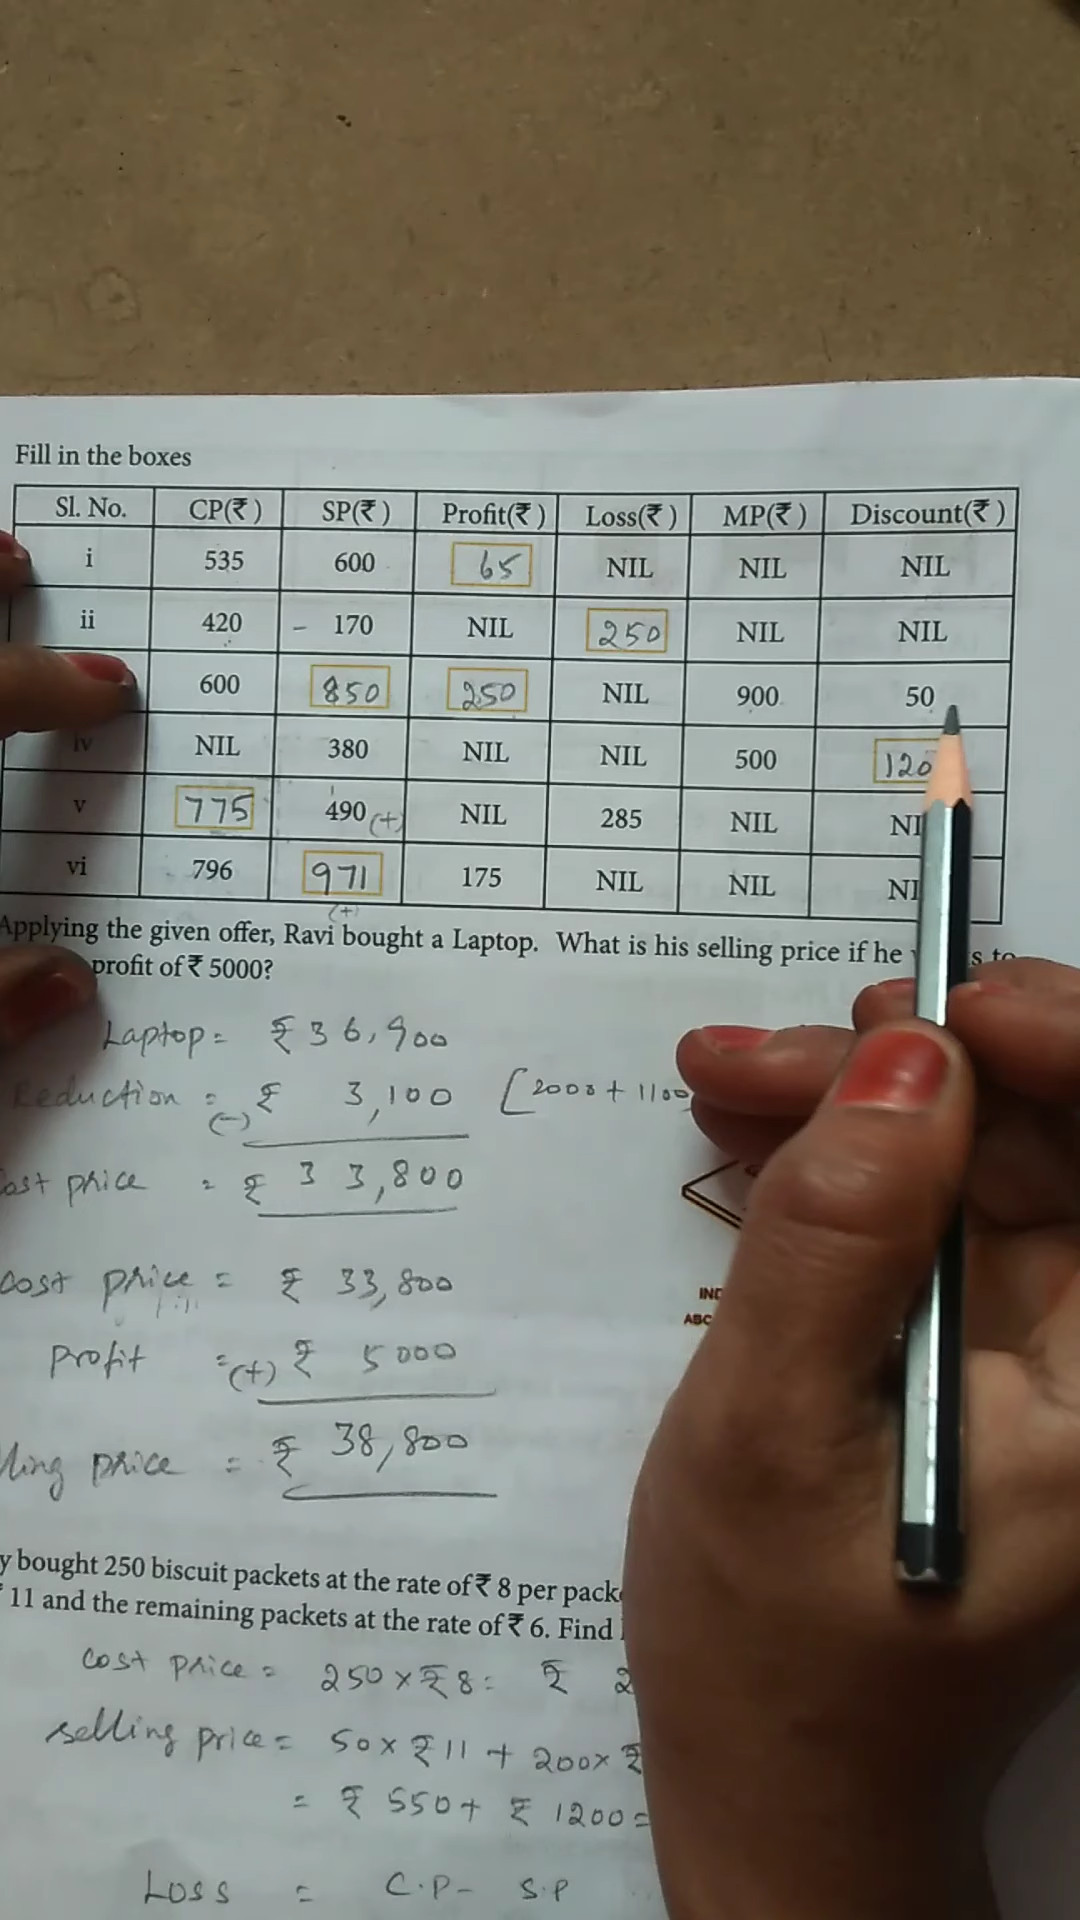 Fill in the boxes
Sl. No. CP(₹) SP(₹) Profit(₹) Loss(₹) MP(₹) Discount(₹)
i 535 600 65 NIL NIL NIL
ii 420 - 170 NIL 250 NIL NIL
600 850 250 NIL 900 50
iv NIL 380 NIL NIL 500 120
v 775 490 (+) NIL 285 NIL
vi 796 971 175 NIL NIL
(+)
Applying the given offer, Ravi bought a Laptop. What is his selling price if he
profit of ₹ 5000?
Laptop = ₹ 36,900
Reduction = (-) ₹ 3,100 [2000 + 1100
Cost price = ₹ 33,800
Cost price = ₹ 33,800
Profit = (+) ₹ 5000
price = ₹ 38,800
bought 250 biscuit packets at the rate of ₹ 8 per
11 and the remaining packets at the rate of ₹ 6. Find
Cost price = 250 × ₹ 8 = ₹ 2
Selling price = 50 × ₹ 11 + 200 × ₹
= ₹ 550 + ₹ 1200 =
Loss = C.P - S.P